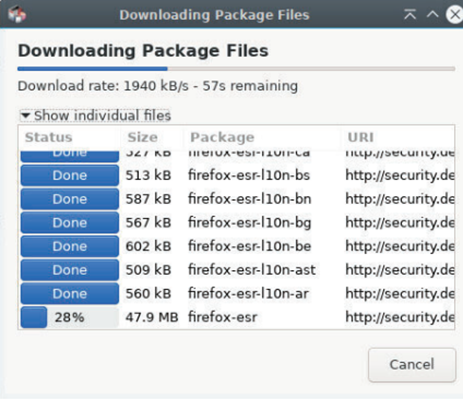 Downloading Package Files
Downloading Package Files
Download rate: 1940 kB/s - 57s remaining
Show individual files
Status Size Package URI
Done 527 kB firefox-esr-l10n-ca http://security.de
Done 513 kB firefox-esr-l10n-bs http://security.de
Done 587 kB firefox-esr-l10n-bn http://security.de
Done 567 kB firefox-esr-l10n-bg http://security.de
Done 602 kB firefox-esr-l10n-be http://security.de
Done 509 kB firefox-esr-l10n-ast http://security.de
Done 560 kB firefox-esr-l10n-ar http://security.de
28% 47.9 MB firefox-esr http://security.de
Cancel